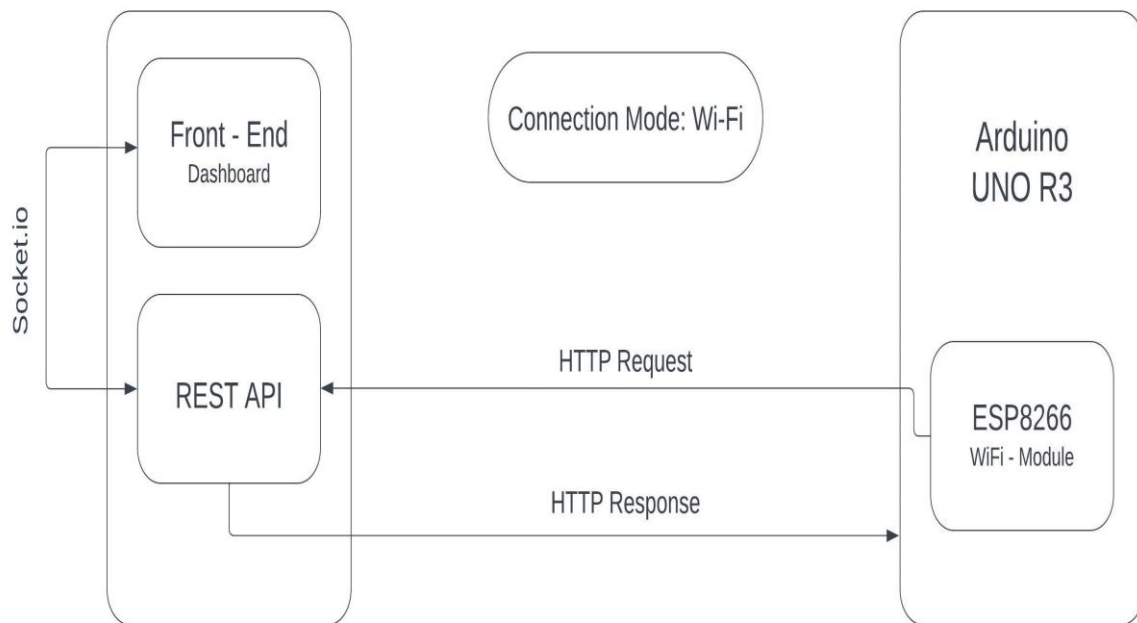 Front - End
Dashboard
Socket.io
REST API
Connection Mode: Wi-Fi
HTTP Request
HTTP Response
Arduino
UNO R3
ESP8266
WiFi - Module